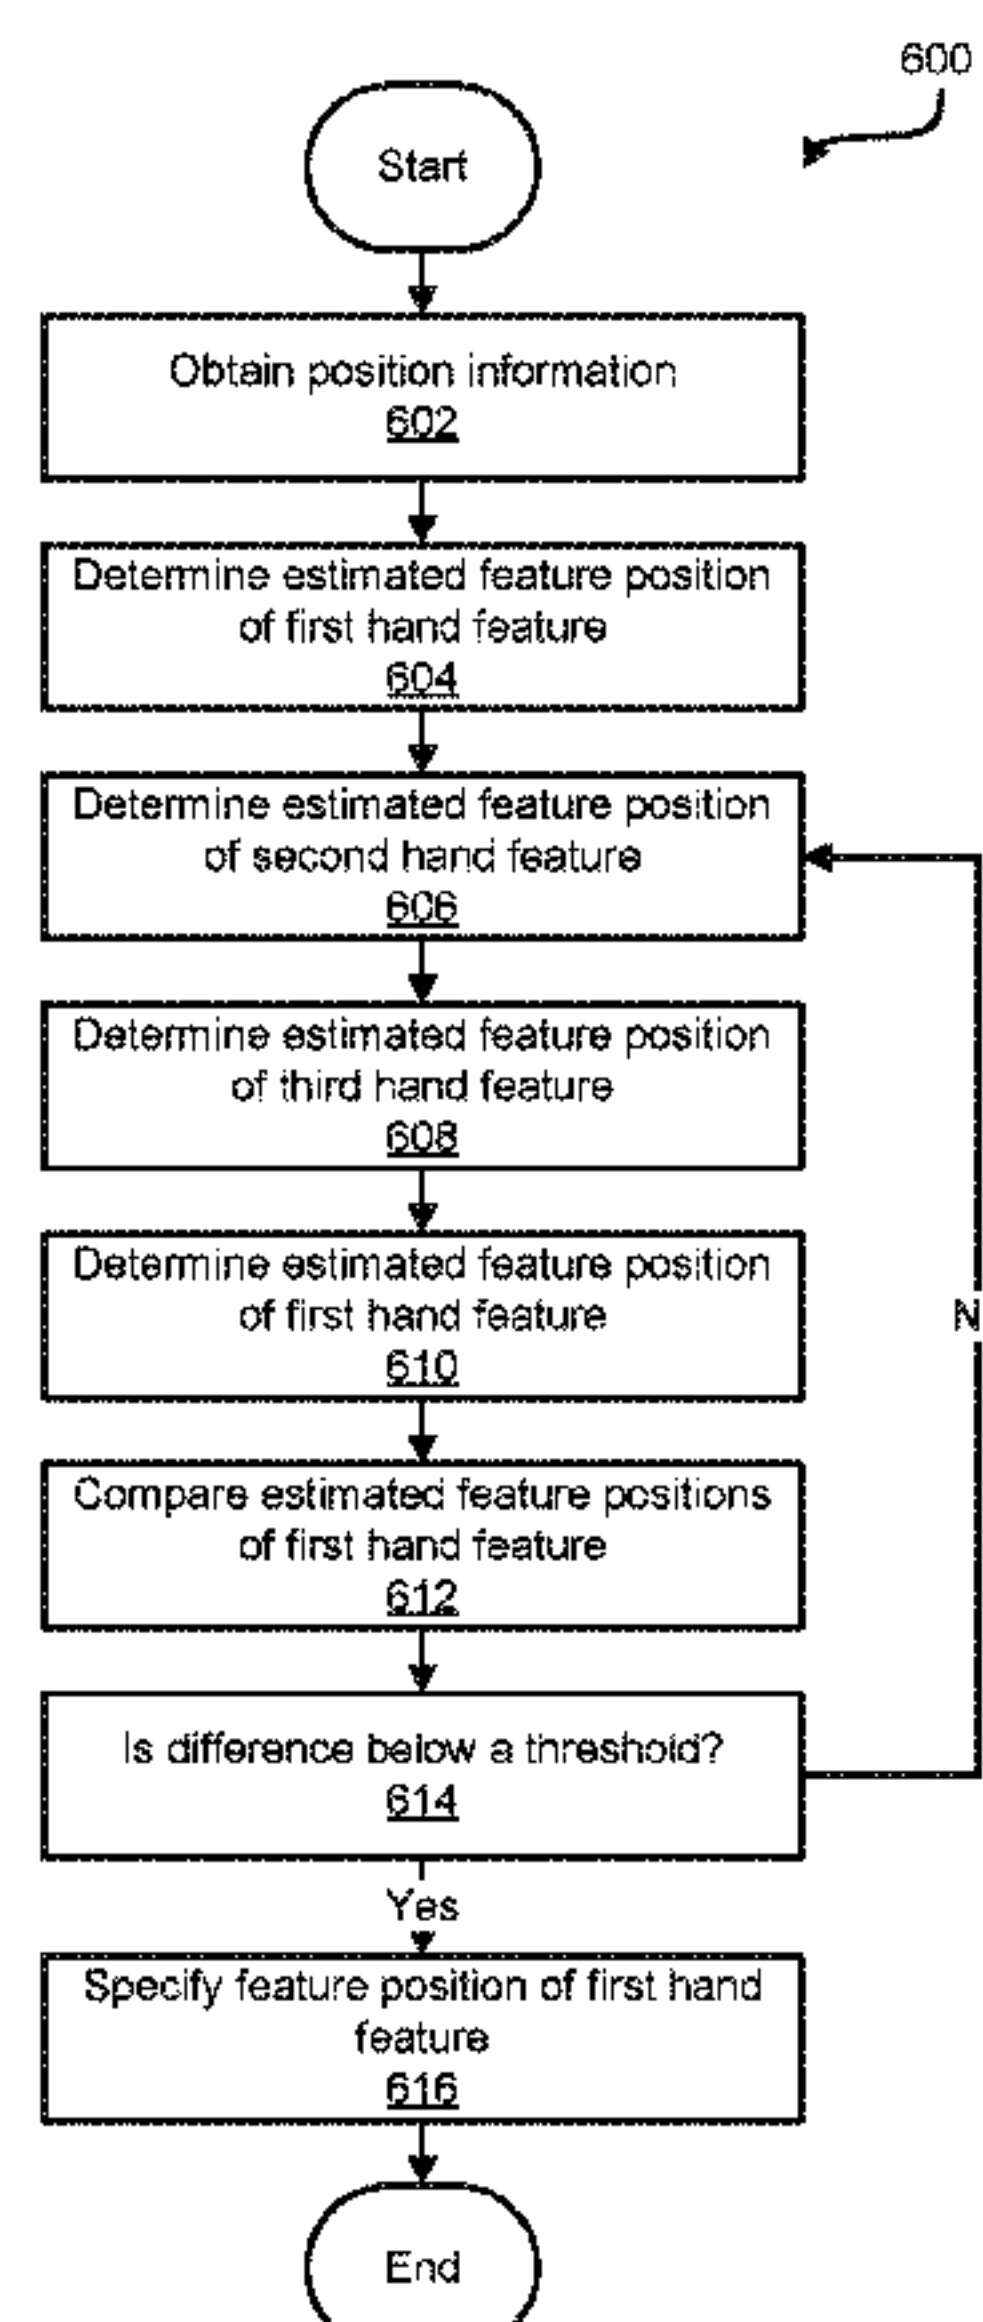 600
Start
Obtain position information
602
Determine estimated feature position
of first hand feature
604
Determine estimated feature position
of second hand feature
606
Determine estimated feature position
of third hand feature
608
Determine estimated feature position
of first hand feature
610
N
Compare estimated feature positions
of first hand feature
612
Is difference below a threshold?
614
Yes
Specify feature position of first hand
feature
616
End